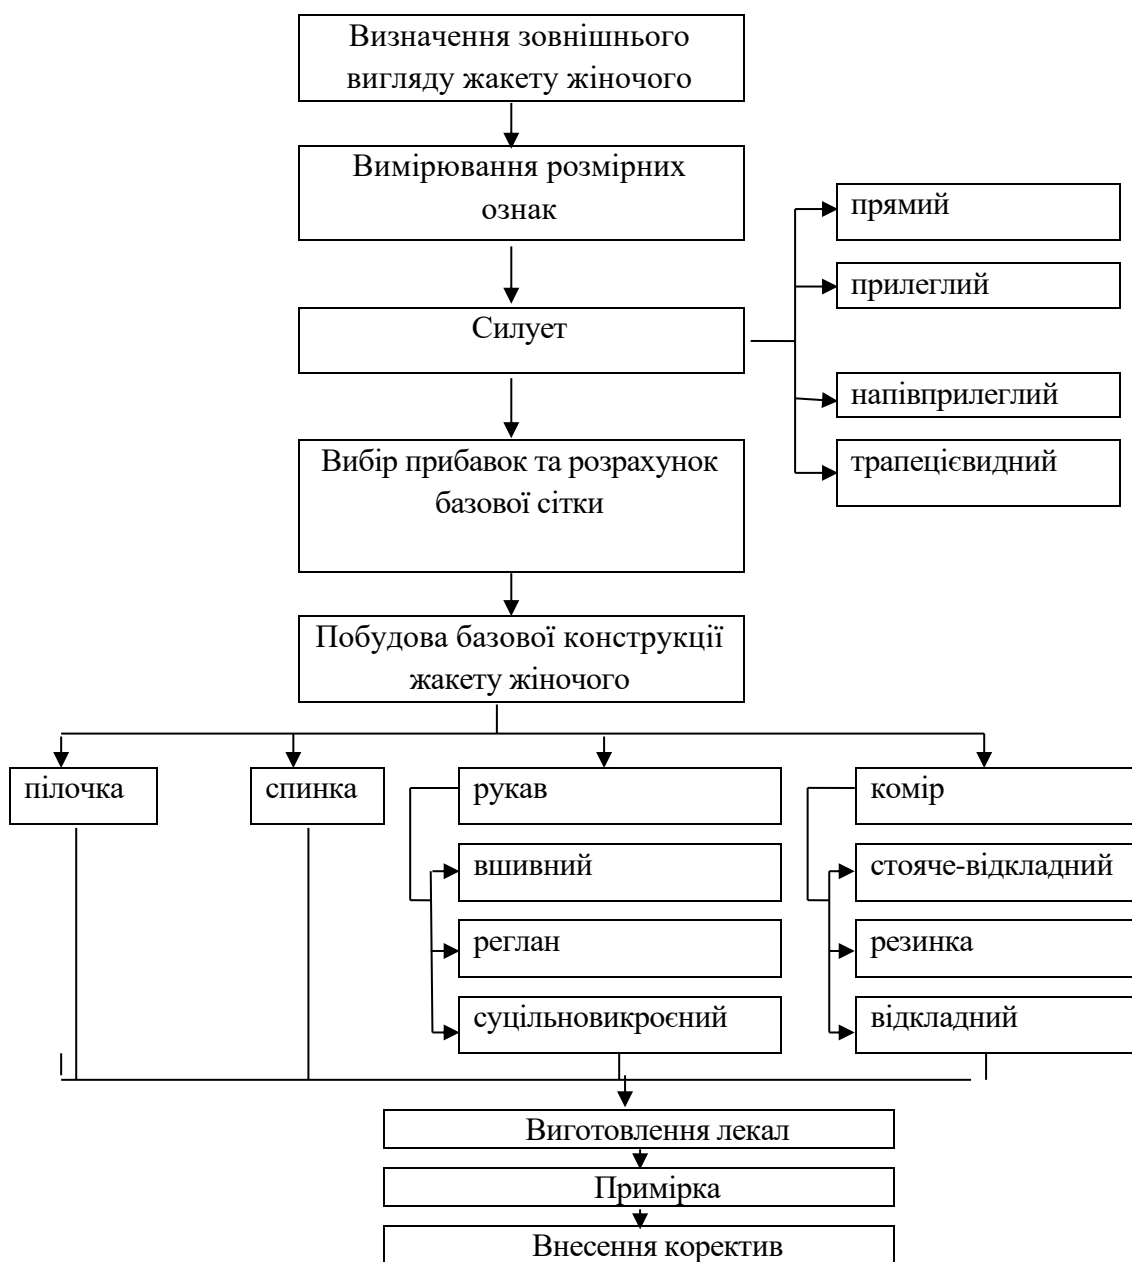 Визначення зовнішнього
вигляду жакету жіночого
Вимірювання розмірних
ознак
прямий
прилеглий
Силует
напівприлеглий
Вибір прибавок та розрахунок
базової сітки
трапецієвидний
Побудова базової конструкції
жакету жіночого
пілочка
спинка
рукав
комір
вшивний
стояче-відкладний
реглан
резинка
суцільновикроєний
відкладний
Виготовлення лекал
Примірка
Внесення коректив